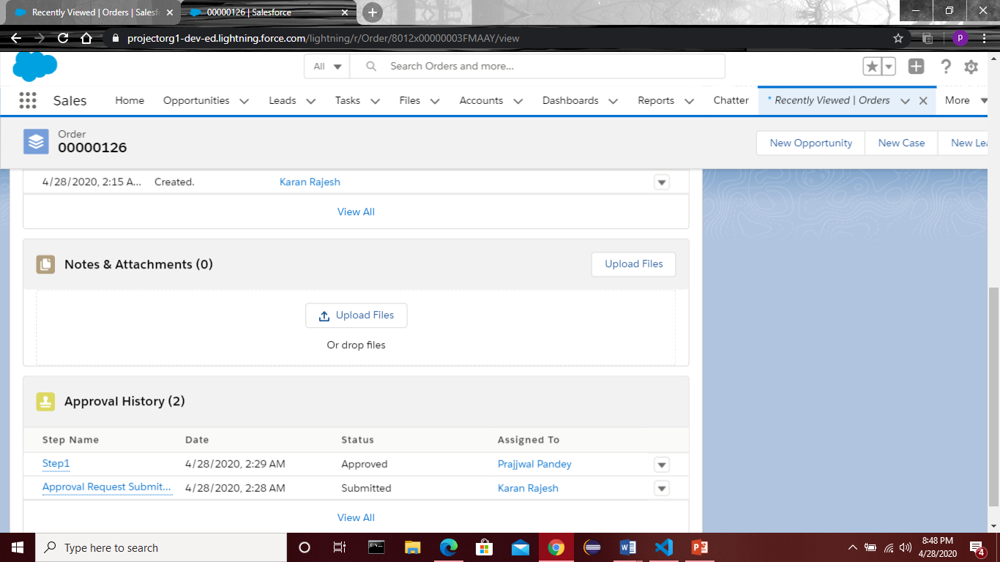 Recently Viewed | Orders | Salesf
00000126 | Salesforce
projectorg1-dev-ed.lightning.force.com/lightning/r/Order/8012x00000003FMAAY/view
P
All
Search Orders and more...
Sales
Home
Opportunities
Leads
Tasks
Files
Accounts
Dashboards
Reports
Chatter
* Recently Viewed | Orders
More
Order
00000126
New Opportunity
New Case
New Lea
4/28/2020, 2:15 A... Created. Karan Rajesh
View All
Notes & Attachments (0)
Upload Files
Upload Files
Or drop files
Approval History (2)
Step Name Date Status Assigned To
Step1 4/28/2020, 2:29 AM Approved Prajjwal Pandey
Approval Request Submit... 4/28/2020, 2:28 AM Submitted Karan Rajesh
View All
Type here to search
8:48 PM
4/28/2020
4